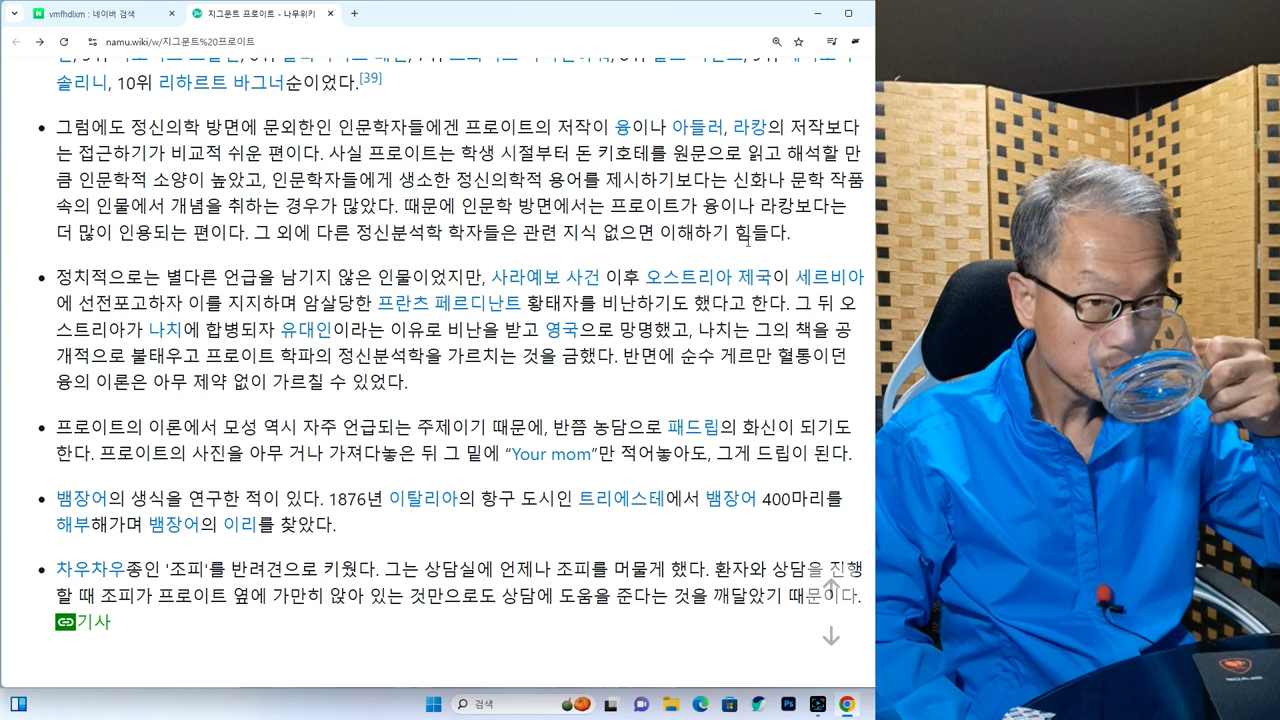 vmfhdlxm : 네이버 검색
지그문트 프로이트 - 나무위키
namu.wiki/w/지그문트%20프로이트
솔리니, 10위 리하르트 바그너순이었다.[39]
그럼에도 정신의학 방면에 문외한인 인문학자들에겐 프로이트의 저작이 융이나 아들러, 라캉의 저작보다
는 접근하기가 비교적 쉬운 편이다. 사실 프로이트는 학생 시절부터 돈 키호테를 원문으로 읽고 해석할 만
큼 인문학적 소양이 높았고, 인문학자들에게 생소한 정신의학적 용어를 제시하기보다는 신화나 문학 작품
속의 인물에서 개념을 취하는 경우가 많았다. 때문에 인문학 방면에서는 프로이트가 융이나 라캉보다는
더 많이 인용되는 편이다. 그 외에 다른 정신분석학 학자들은 관련 지식 없으면 이해하기 힘들다.
정치적으로는 별다른 언급을 남기지 않은 인물이었지만, 사라예보 사건 이후 오스트리아 제국이 세르비아
에 선전포고하자 이를 지지하며 암살당한 프란츠 페르디난트 황태자를 비난하기도 했다고 한다. 그 뒤 오
스트리아가 나치에 합병되자 유대인이라는 이유로 비난을 받고 영국으로 망명했고, 나치는 그의 책을 공
개적으로 불태우고 프로이트 학파의 정신분석학을 가르치는 것을 금했다. 반면에 순수 게르만 혈통이던
융의 이론은 아무 제약 없이 가르칠 수 있었다.
프로이트의 이론에서 모성 역시 자주 언급되는 주제이기 때문에, 반쯤 농담으로 패드립의 화신이 되기도
한다. 프로이트의 사진을 아무 거나 가져다놓은 뒤 그 밑에 “Your mom”만 적어놓아도, 그게 드립이 된다.
뱀장어의 생식을 연구한 적이 있다. 1876년 이탈리아의 항구 도시인 트리에스테에서 뱀장어 400마리를
해부해가며 뱀장어의 이리를 찾았다.
차우차우종인 '조피'를 반려견으로 키웠다. 그는 상담실에 언제나 조피를 머물게 했다. 환자와 상담을 진행
할 때 조피가 프로이트 옆에 가만히 앉아 있는 것만으로도 상담에 도움을 준다는 것을 깨달았기 때문이다.
기사
검색
Ps